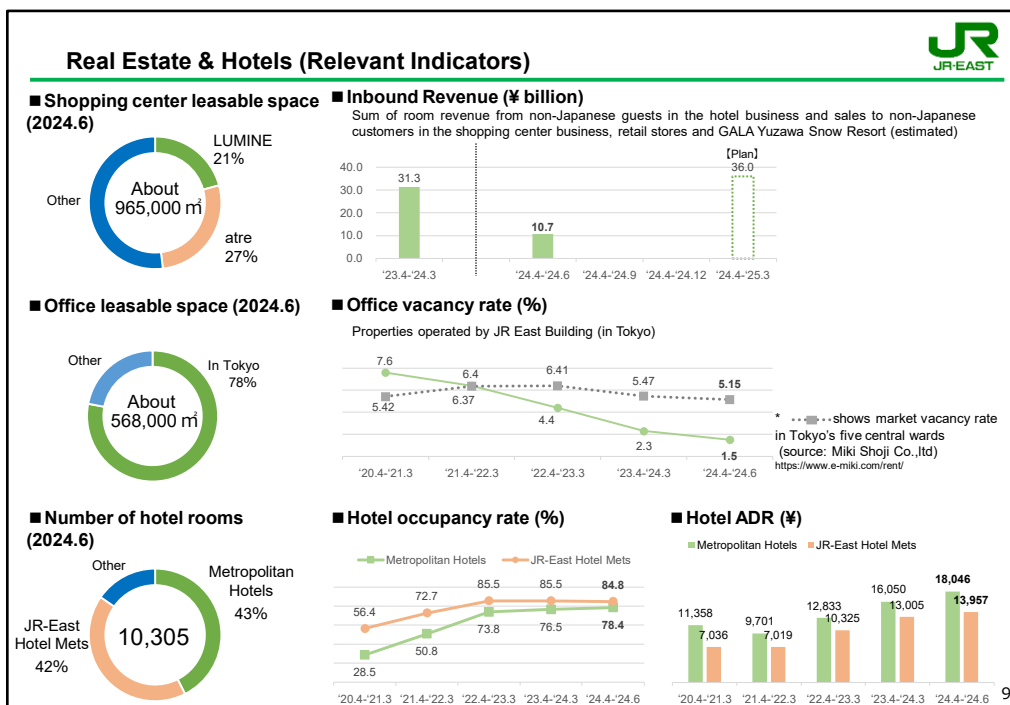 Real Estate & Hotels (Relevant Indicators)
JR
JR-EAST
■ Shopping center leasable space
(2024.6)
LUMINE
21%
Other
About
965,000 ㎡
atre
27%
■ Inbound Revenue (¥ billion)
Sum of room revenue from non-Japanese guests in the hotel business and sales to non-Japanese
customers in the shopping center business, retail stores and GALA Yuzawa Snow Resort (estimated)
【Plan】
40.0
30.0
20.0
10.0
0.0
31.3
10.7
36.0
'23.4-'24.3
'24.4-'24.6
'24.4-'24.9
'24.4-'24.12
'24.4-'25.3
■ Office leasable space (2024.6)
Other
In Tokyo
78%
About
568,000 ㎡
■ Office vacancy rate (%)
Properties operated by JR East Building (in Tokyo)
7.6
6.4
6.41
5.47
5.15
5.42
6.37
4.4
2.3
1.5
'20.4-'21.3
'21.4-'22.3
'22.4-'23.3
'23.4-'24.3
'24.4-'24.6
* shows market vacancy rate
in Tokyo's five central wards
(source: Miki Shoji Co.,ltd)
https://www.e-miki.com/rent/
■ Number of hotel rooms
(2024.6)
Other
Metropolitan
Hotels
43%
JR-East
Hotel Mets
42%
10,305
■ Hotel occupancy rate (%)
Metropolitan Hotels
JR-East Hotel Mets
56.4
72.7
85.5
85.5
84.8
28.5
50.8
73.8
76.5
78.4
'20.4-'21.3
'21.4-'22.3
'22.4-'23.3
'23.4-'24.3
'24.4-'24.6
■ Hotel ADR (¥)
Metropolitan Hotels
JR-East Hotel Mets
11,358
7,036
9,701
7,019
12,833
10,325
16,050
13,005
18,046
13,957
'20.4-'21.3
'21.4-'22.3
'22.4-'23.3
'23.4-'24.3
'24.4-'24.6
9